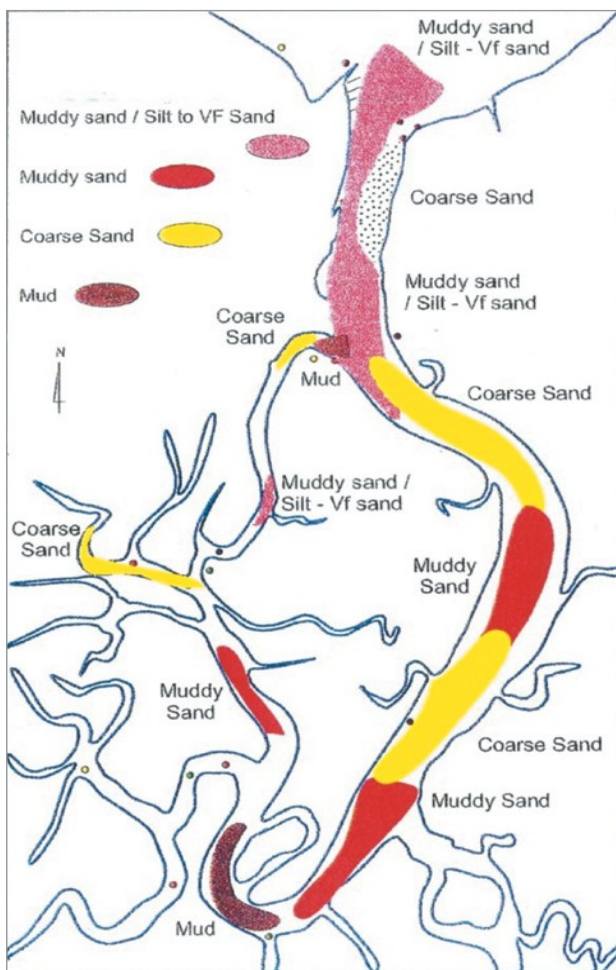 Muddy sand
/ Silt - Vf sand
Muddy sand / Silt to VF Sand
Muddy sand
Coarse Sand
Coarse Sand
Mud
Muddy sand
/ Silt - Vf sand
Coarse
Sand
Mud
Coarse Sand
N
Muddy sand /
Silt - Vf sand
Coarse
Sand
Muddy
Sand
Muddy
Sand
Coarse Sand
Muddy Sand
Mud